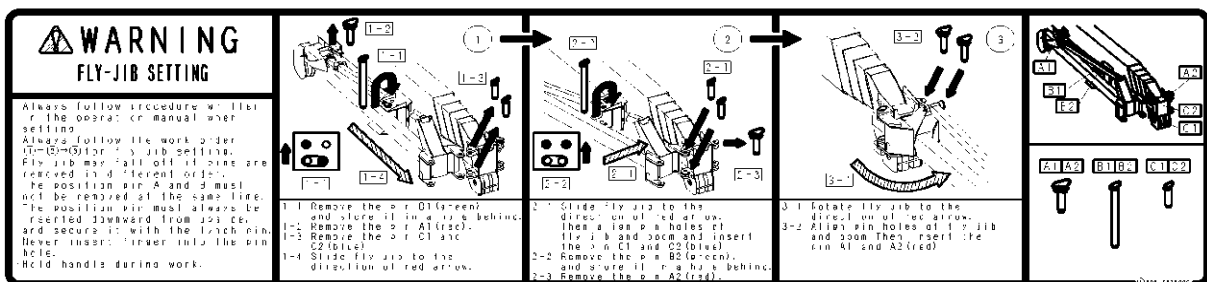 WARNING
FLY-JIB SETTING
Always follow procedure written
in the operation manual when
setting
Always follow the work order
①→②→③ for fly jib setting.
Fly jib may fall off if pins are
removed in different order.
The position pin A and B must
not be removed at the same time.
The position pin must always be
inserted downward from upside,
and secure it with the lynch pin.
Never insert finger into the pin
hole.
Hold handle during work.
1-2
1-1
1-3
1-1
1-4
1
1-1 Remove the pin B1(green)
and store it in a hole behind.
1-2 Remove the pin A1(red).
1-3 Remove the pin C1 and
C2(blue)
1-4 Slide fly jib to the
direction of red arrow.
2-2
2-1
2-2
2-1
2-3
2
2-1 Slide fly jib to the
direction of red arrow.
Then align pin holes of
fly jib and boom and insert
the pin C1 and C2(blue)
2-2 Remove the pin B2(green).
and store it in a hole behind.
2-3 Remove the pin A2(red).
3-2
3-1
3
3-1 Rotate fly jib to the
direction of red arrow.
3-2 Align pin holes of fly jib
and boom Then insert the
pin A1 and A2(red)
A1
B1
B2
A2
C2
C1
A1 A2 B1 B2 C1 C2